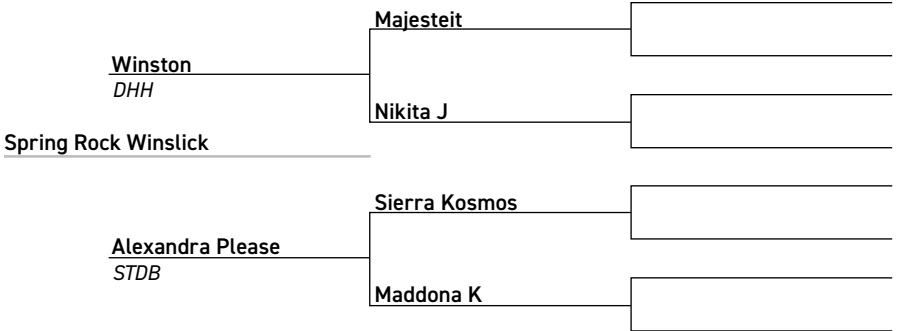 Majesteit
Winston
DHH
Nikita J
Spring Rock Winslick
Sierra Kosmos
Alexandra Please
STDB
Maddona K